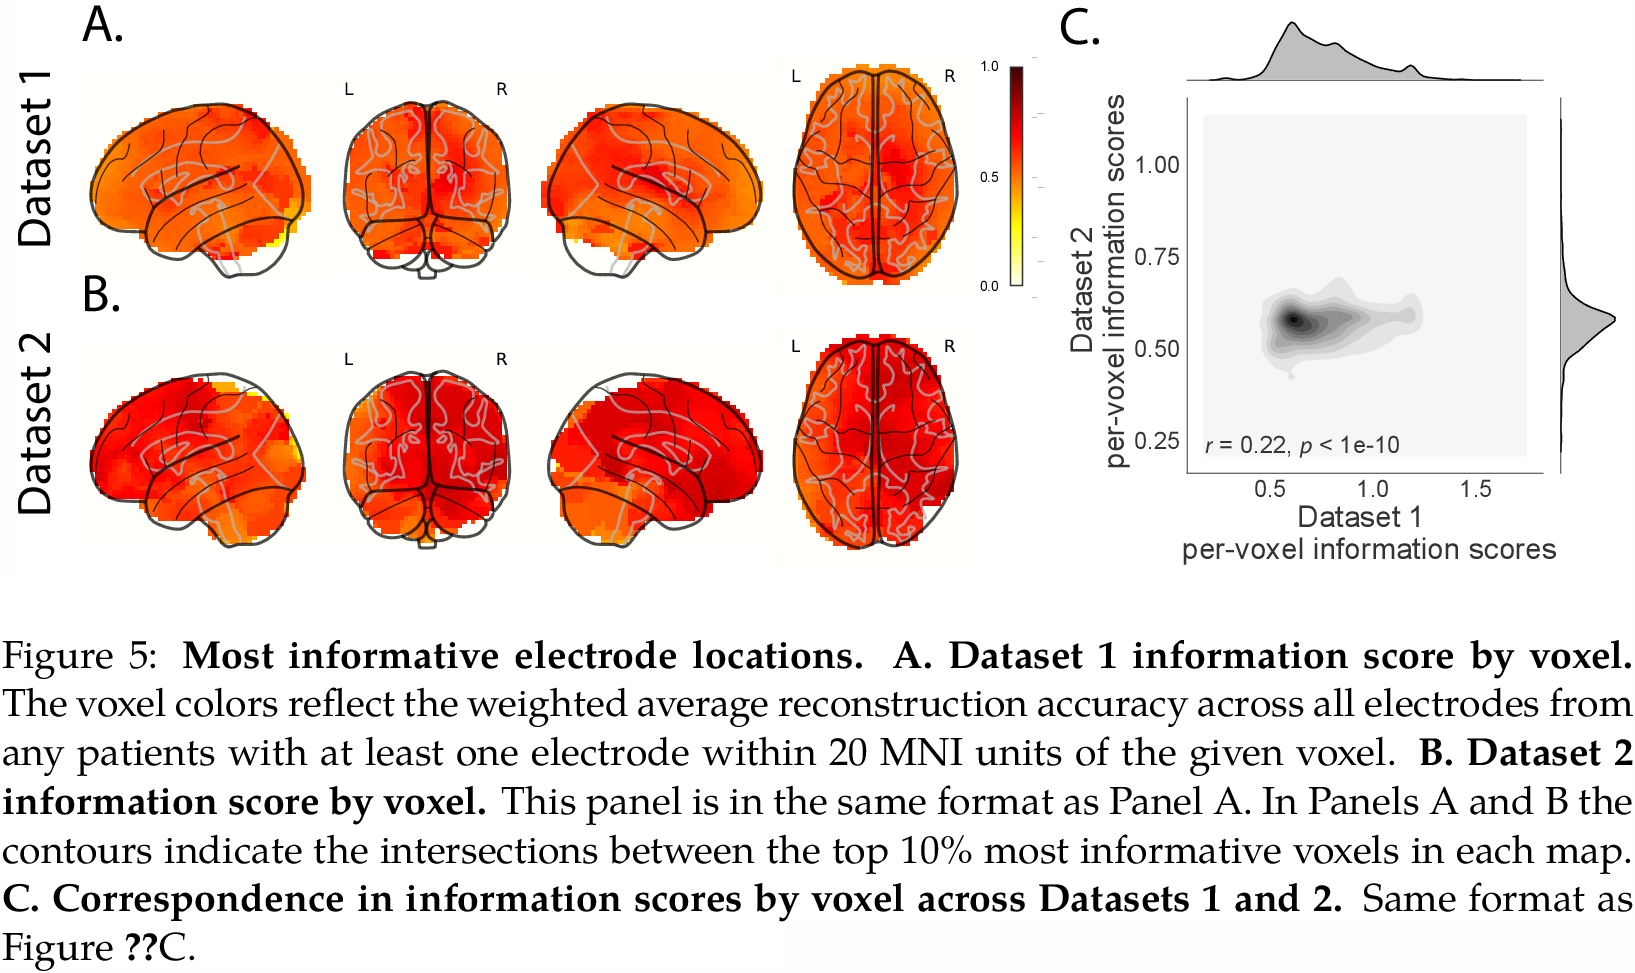 A.
C.
Dataset 1
L
R
L
R
1.0
0.5
0.0
B.
Dataset 2
L
R
L
R
Dataset 2
per-voxel information scores
1.00
0.75
0.50
0.25
r = 0.22, p < 1e-10
0.5
1.0
1.5
Dataset 1
per-voxel information scores
Figure 5: Most informative electrode locations. A. Dataset 1 information score by voxel.
The voxel colors reflect the weighted average reconstruction accuracy across all electrodes from
any patients with at least one electrode within 20 MNI units of the given voxel. B. Dataset 2
information score by voxel. This panel is in the same format as Panel A. In Panels A and B the
contours indicate the intersections between the top 10% most informative voxels in each map.
C. Correspondence in information scores by voxel across Datasets 1 and 2. Same format as
Figure ??C.